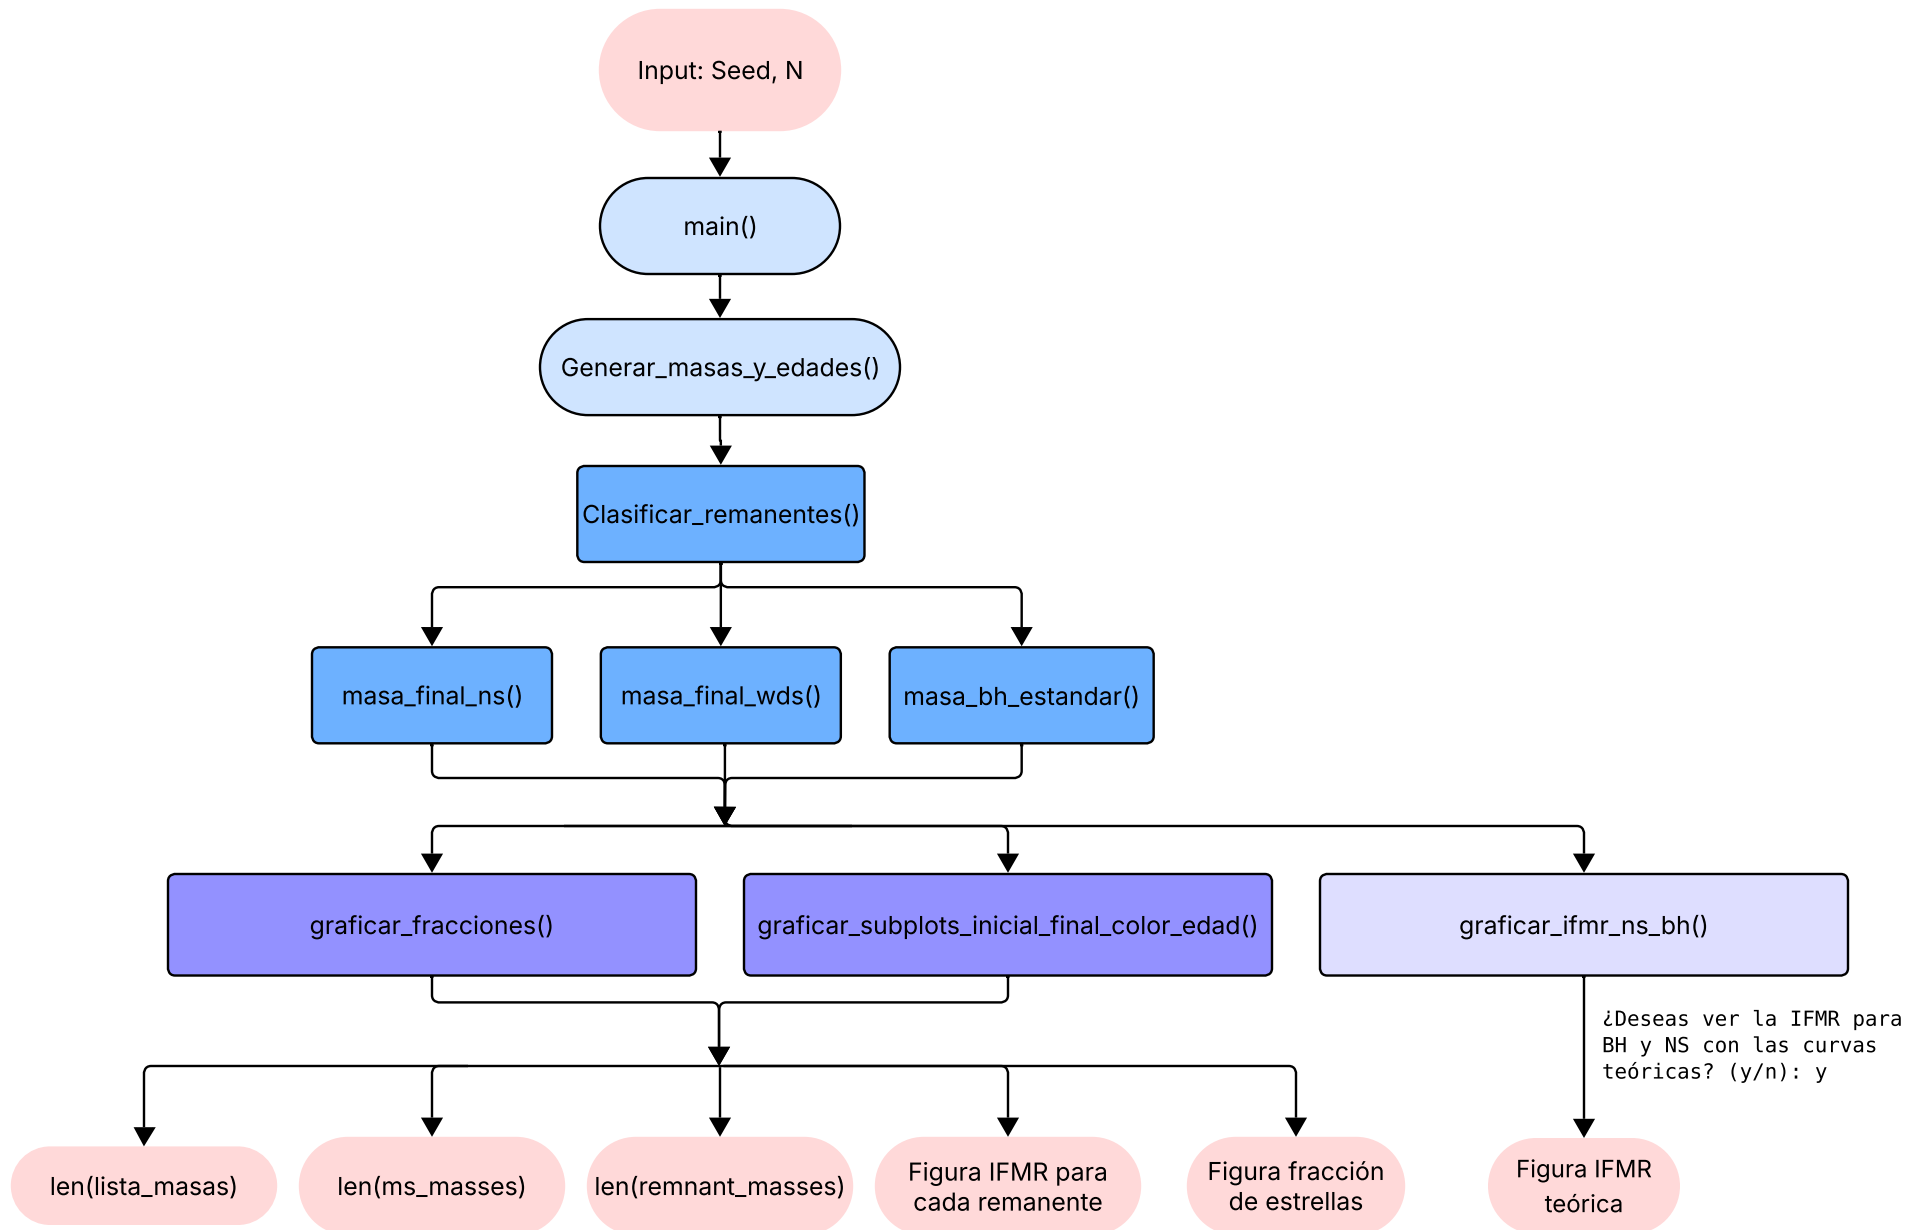 Input: Seed, N
main()
Generar_masas_y_edades()
Clasificar_remanentes()
masa_final_ns()
masa_final_wds()
masa_bh_estandar()
graficar_fracciones()
graficar_subplots_inicial_final_color_edad()
graficar_ifmr_ns_bh()
¿Deseas ver la IFMR para
BH y NS con las curvas
teóricas? (y/n): y
len(lista_masas)
len(ms_masses)
len(remnant_masses)
Figura IFMR para
cada remanente
Figura fracción
de estrellas
Figura IFMR
teórica